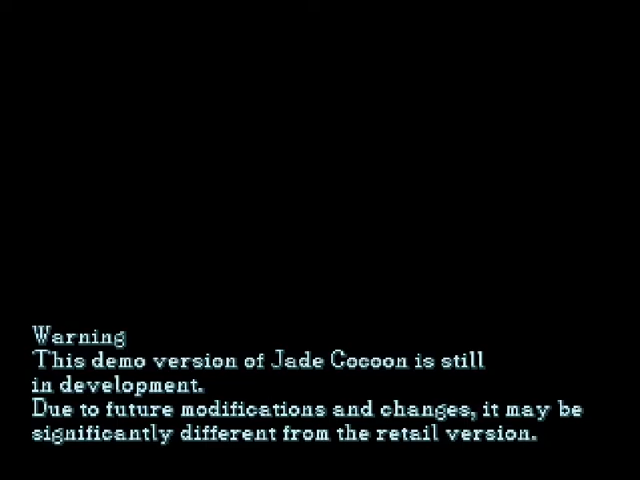 Warning
This demo version of Jade Cocoon is still
in development.
Due to future modifications and changes, it may be
significantly different from the retail version.